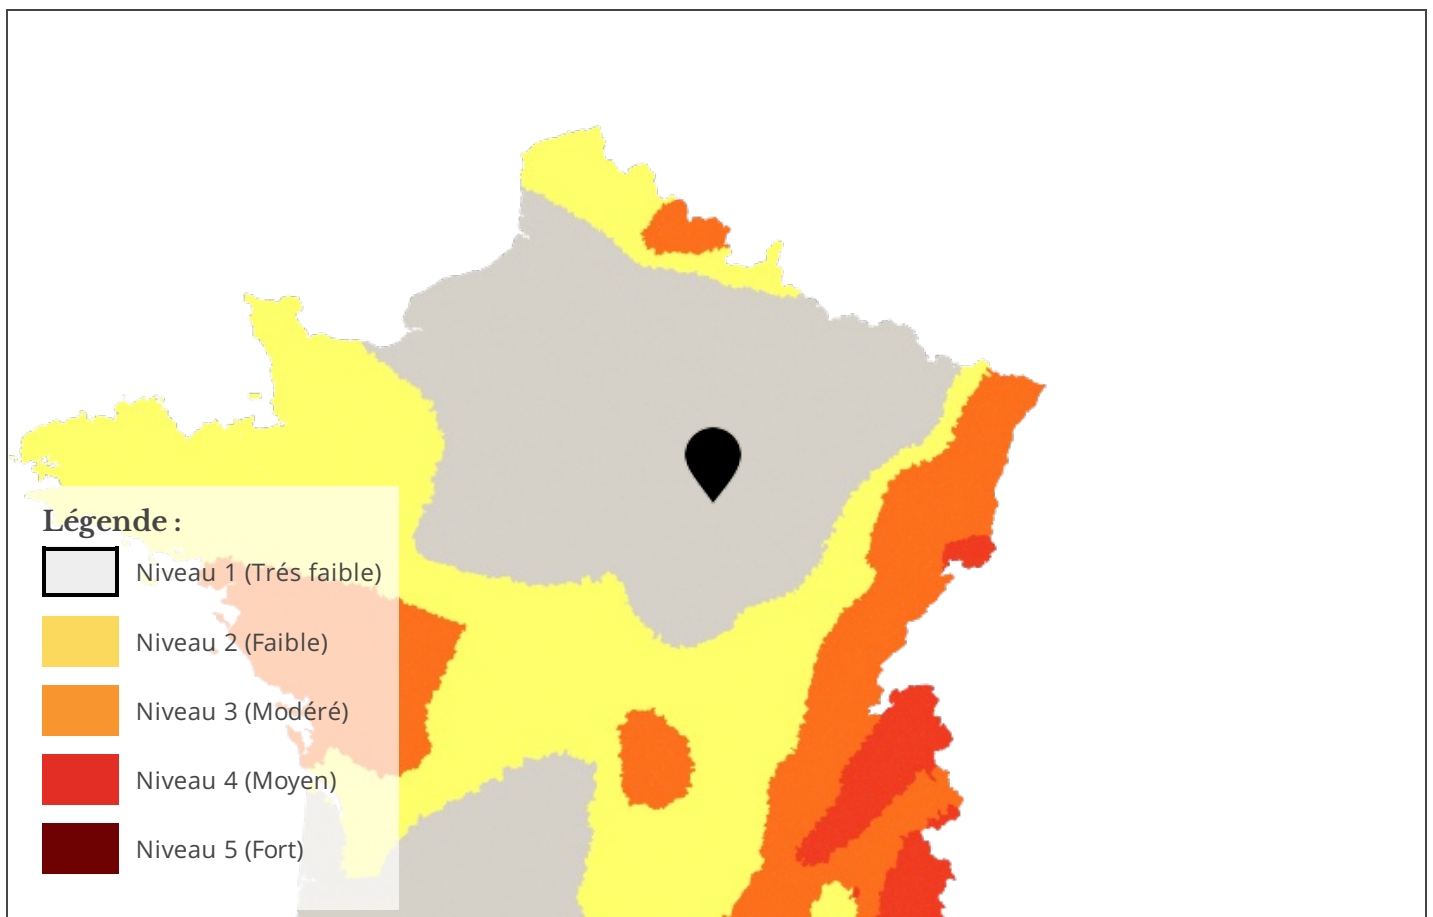 Légende :
Niveau 1 (Trés faible)
Niveau 2 (Faible)
Niveau 3 (Modéré)
Niveau 4 (Moyen)
Niveau 5 (Fort)